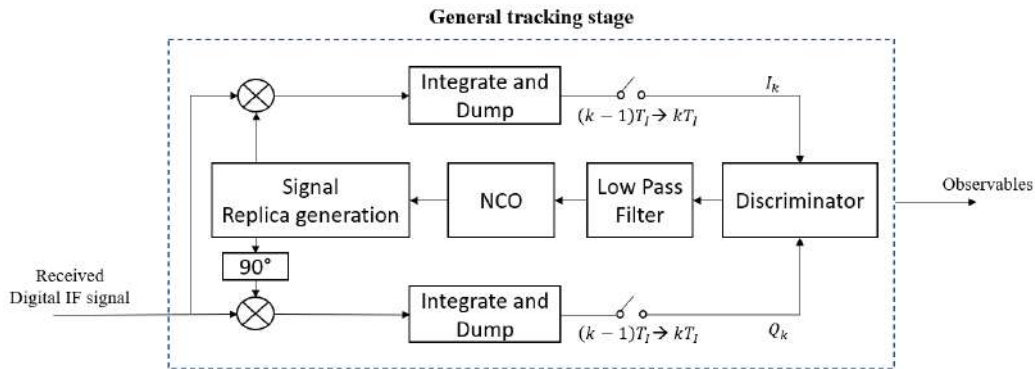 General tracking stage
Integrate and
Dump
(k − 1)T_I → kT_I
I_k
Signal
Replica generation
NCO
Low Pass
Filter
Discriminator
Observables
90°
Received
Digital IF signal
Integrate and
Dump
(k − 1)T_I → kT_I
Q_k